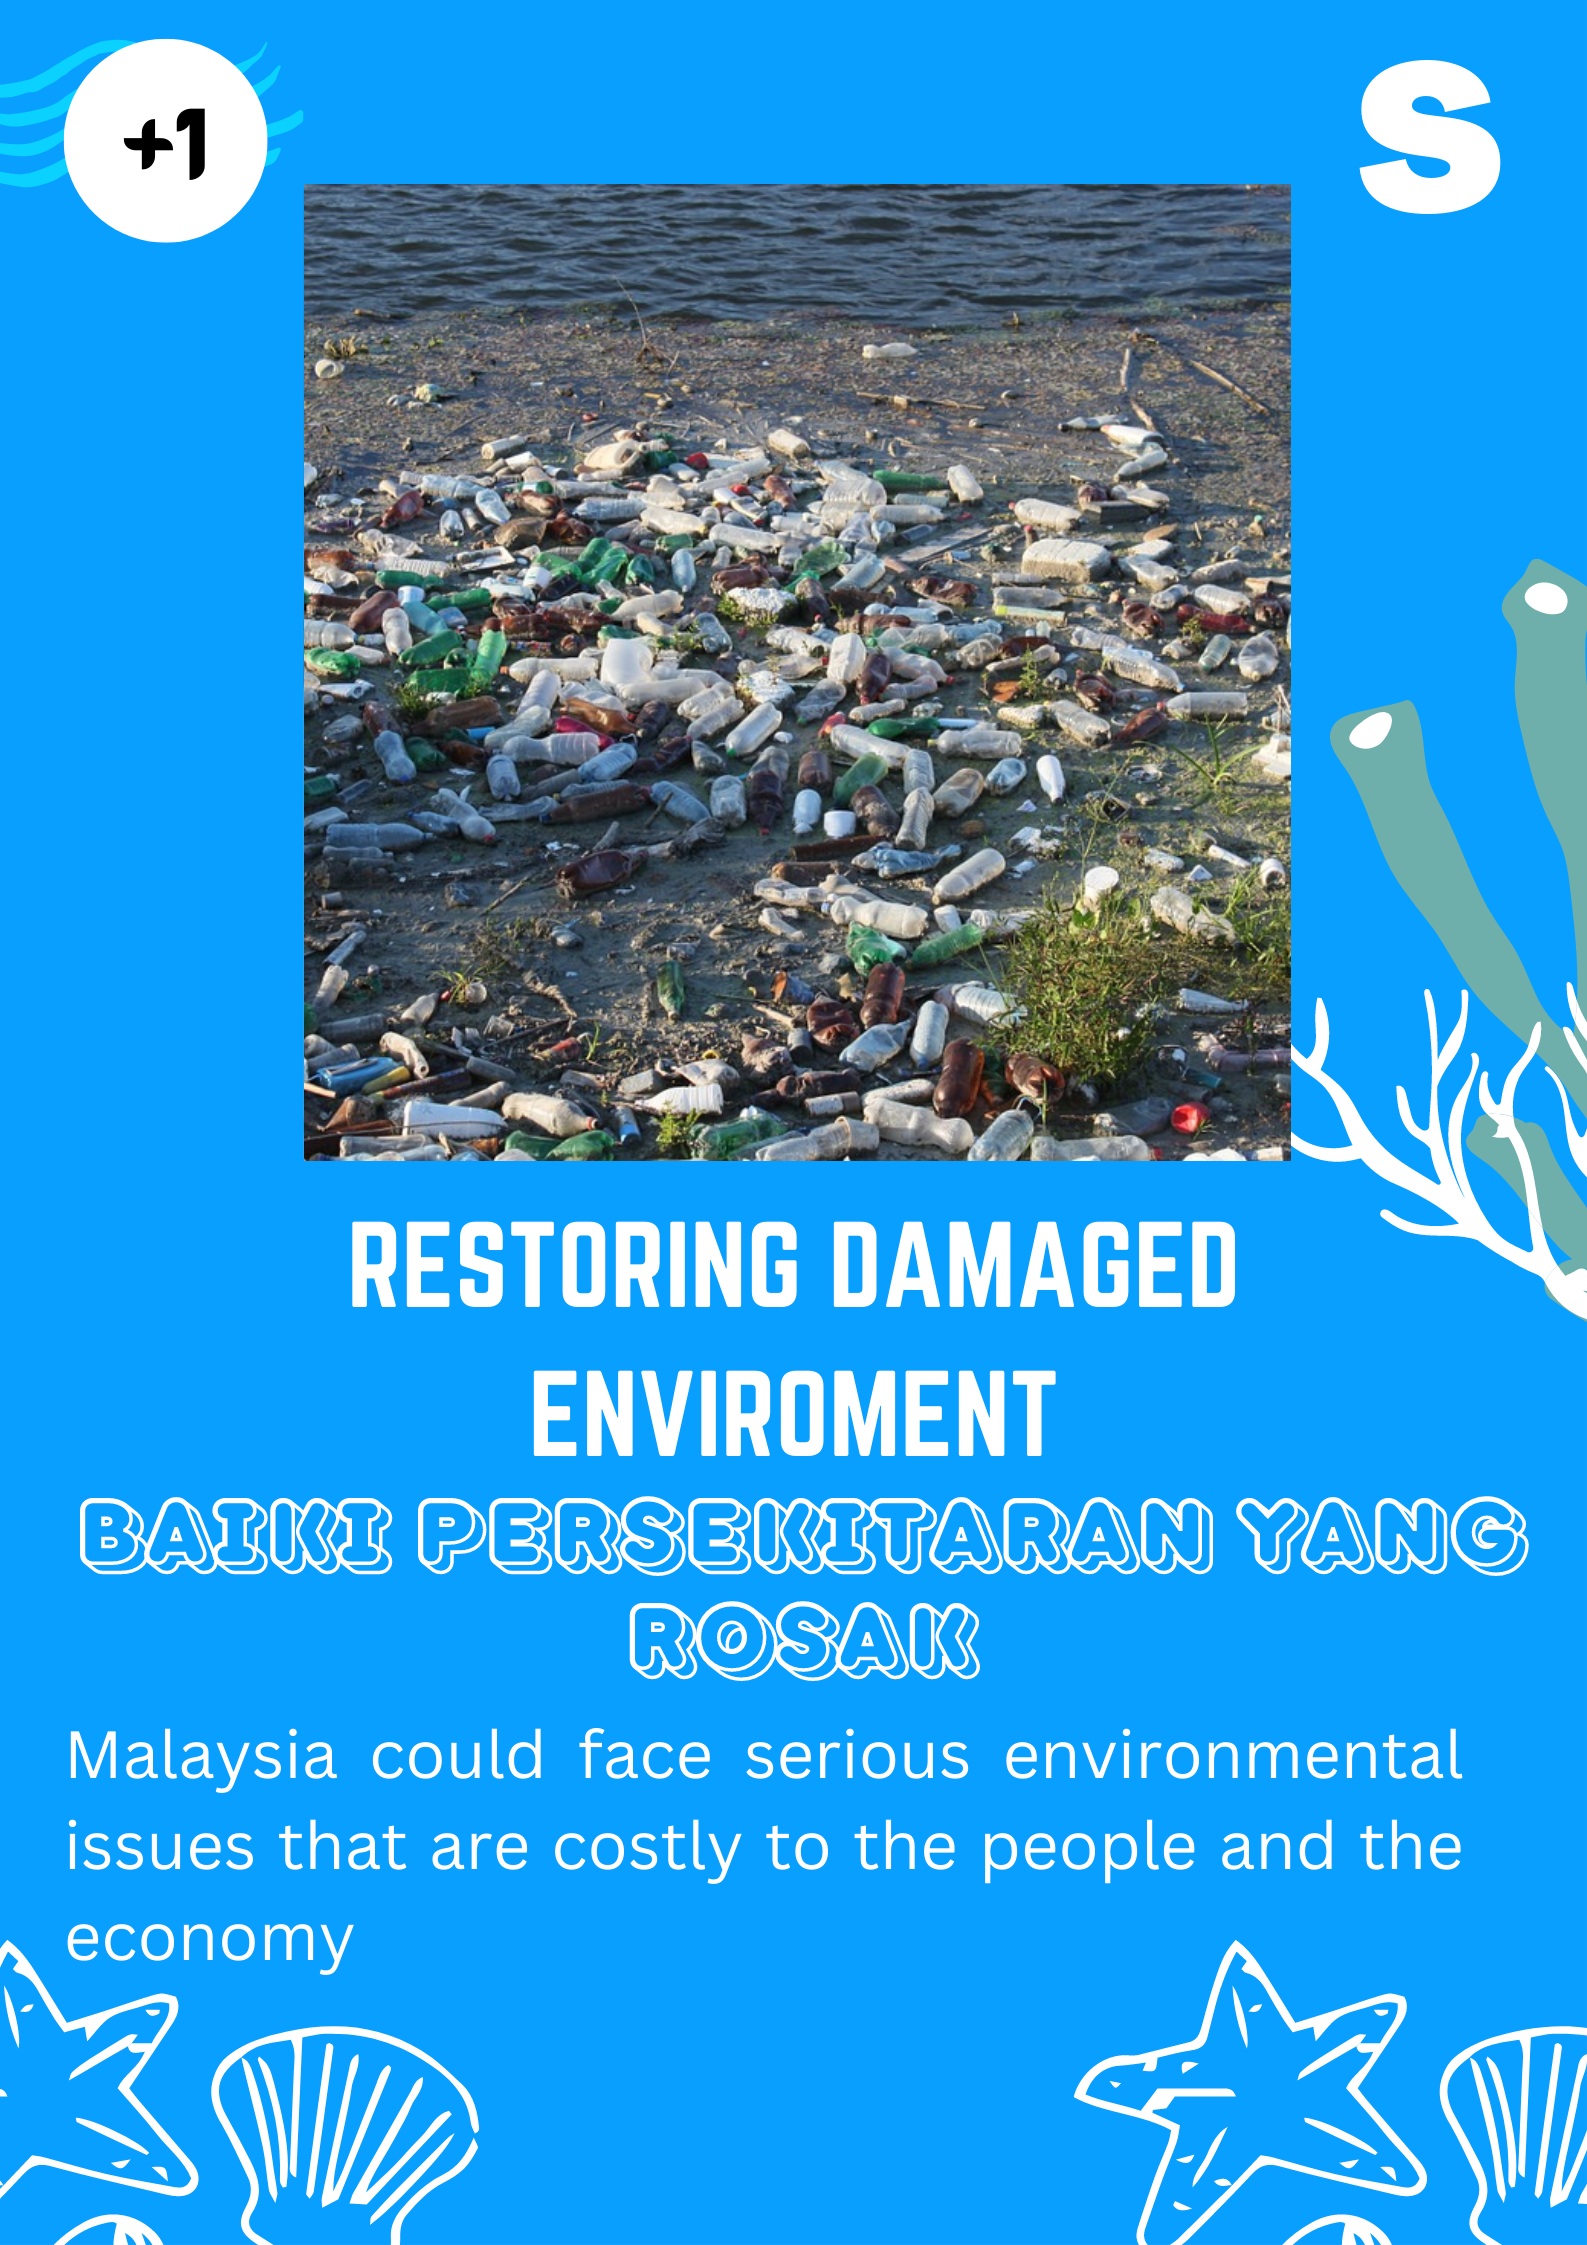 +1
S
RESTORING DAMAGED
ENVIROMENT
BAIKI PERSEKITARAN YANG
ROSAK
Malaysia could face serious environmental
issues that are costly to the people and the
economy